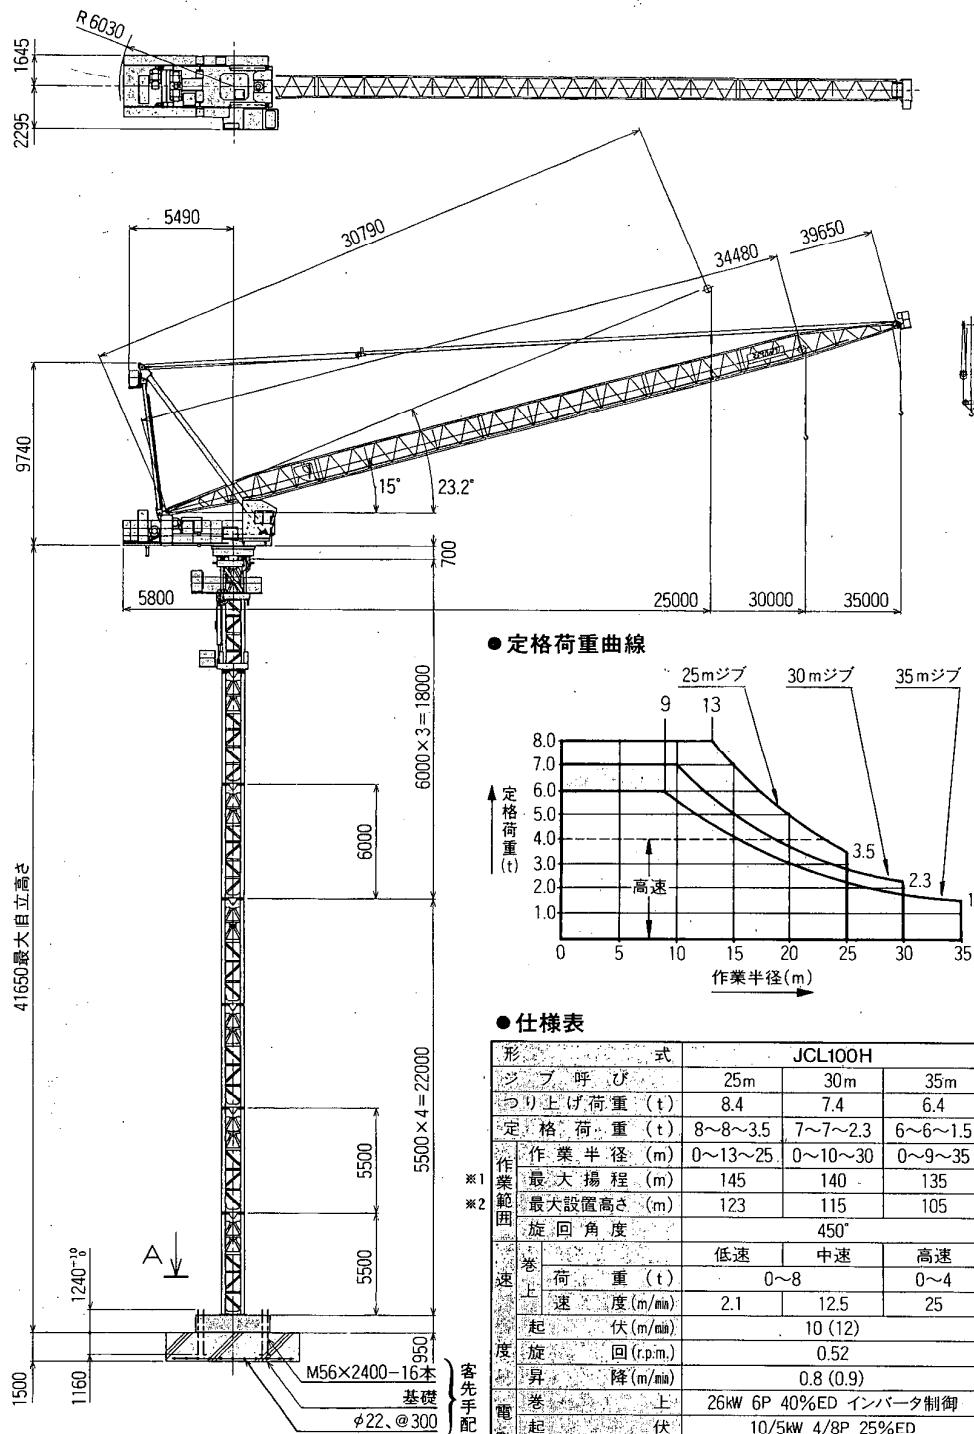 R 6030
1645
2295
5490
30790
34480
39650
9740
15°
23.2°
700
5800
25000
30000
35000
6000×3=18000
6000
41650最大自立高さ
5500×4=22000
5500
5500
A
1240
950
1500
1160
M56×2400-16本
基礎
φ22、@300
客先手配
●定格荷重曲線
25mジブ
30mジブ
35mジブ
9
13
8.0
7.0
6.0
5.0
4.0
3.0
2.0
1.0
定格荷重(t)
高速
3.5
2.3
1
0 5 10 15 20 25 30 35
作業半径(m)
●仕様表
形式 JCL100H
ジブ呼び 25m 30m 35m
つり上げ荷重(t) 8.4 7.4 6.4
定格荷重(t) 8～8～3.5 7～7～2.3 6～6～1.5
作業範囲
作業半径(m) 0～13～25 0～10～30 0～9～35
※1 最大揚程(m) 145 140 135
※2 最大設置高さ(m) 123 115 105
旋回角度 450°
速度
巻上 低速 中速 高速
荷重(t) 0～8 0～4
速度(m/min) 2.1 12.5 25
起伏(m/min) 10 (12)
旋回(r.p.m.) 0.52
昇降(m/min) 0.8 (0.9)
電
巻上 26kW 6P 40%ED インバータ制御
起伏 10/5kW 4/8P 25%ED